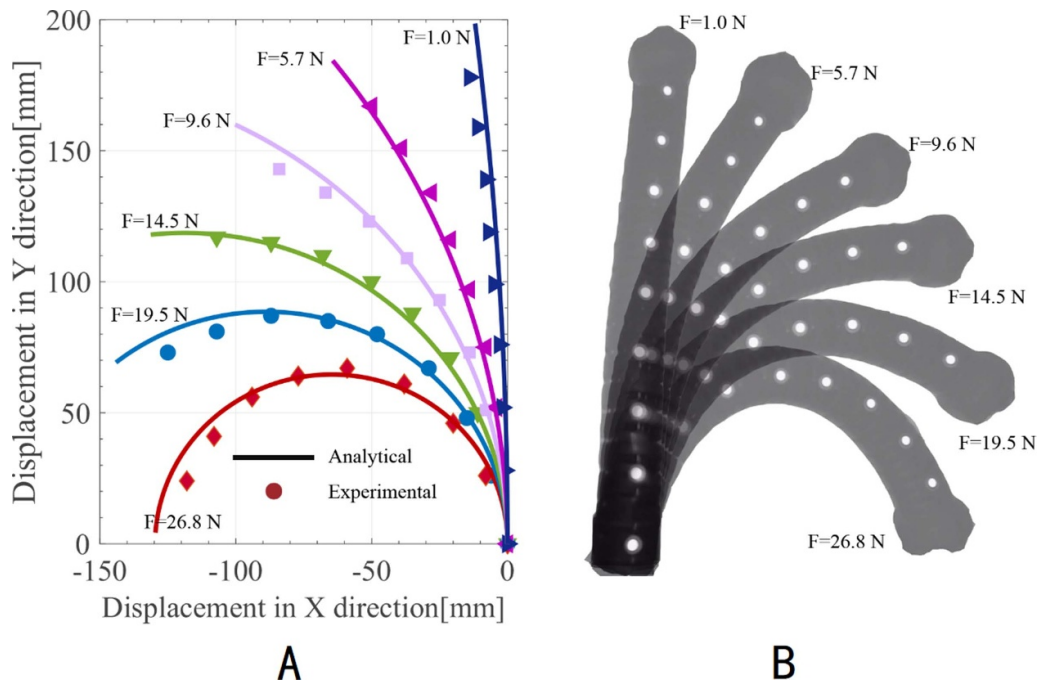 200
150
100
50
0
-150
-100
-50
0
Displacement in Y direction[mm]
Displacement in X direction[mm]
F=1.0 N
F=5.7 N
F=9.6 N
F=14.5 N
F=19.5 N
F=26.8 N
Analytical
Experimental
A
F=1.0 N
F=5.7 N
F=9.6 N
F=14.5 N
F=19.5 N
F=26.8 N
B